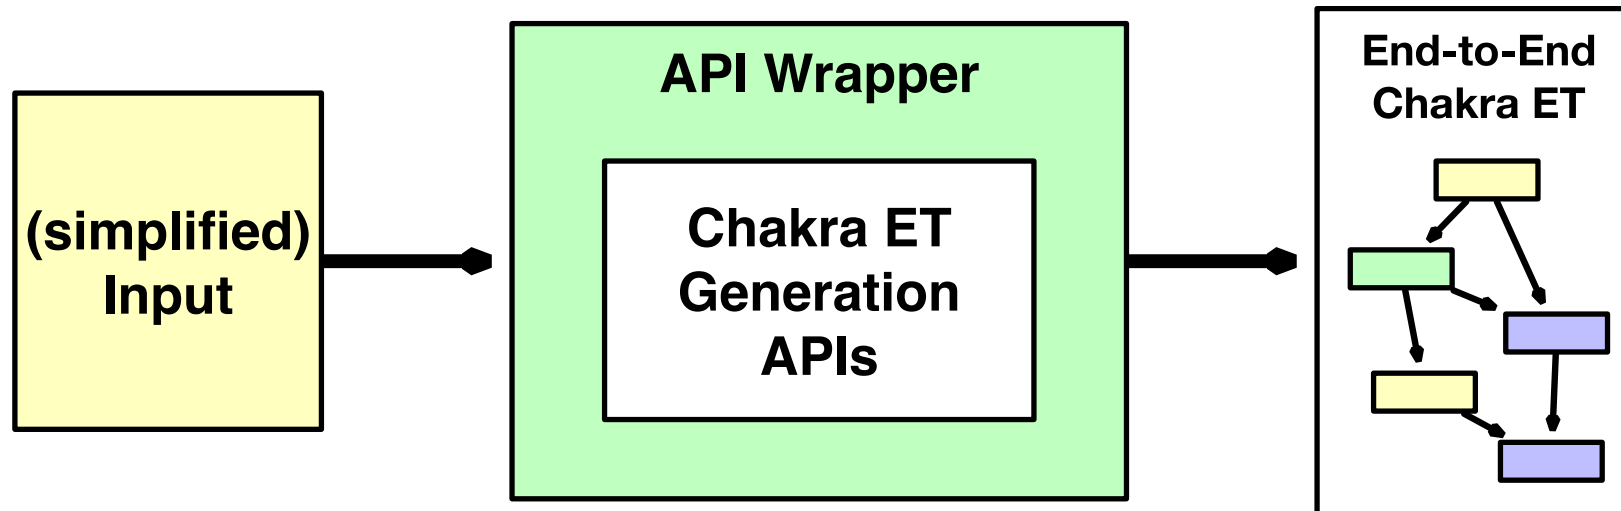 (simplified)
Input
API Wrapper
Chakra ET
Generation
APIs
End-to-End
Chakra ET